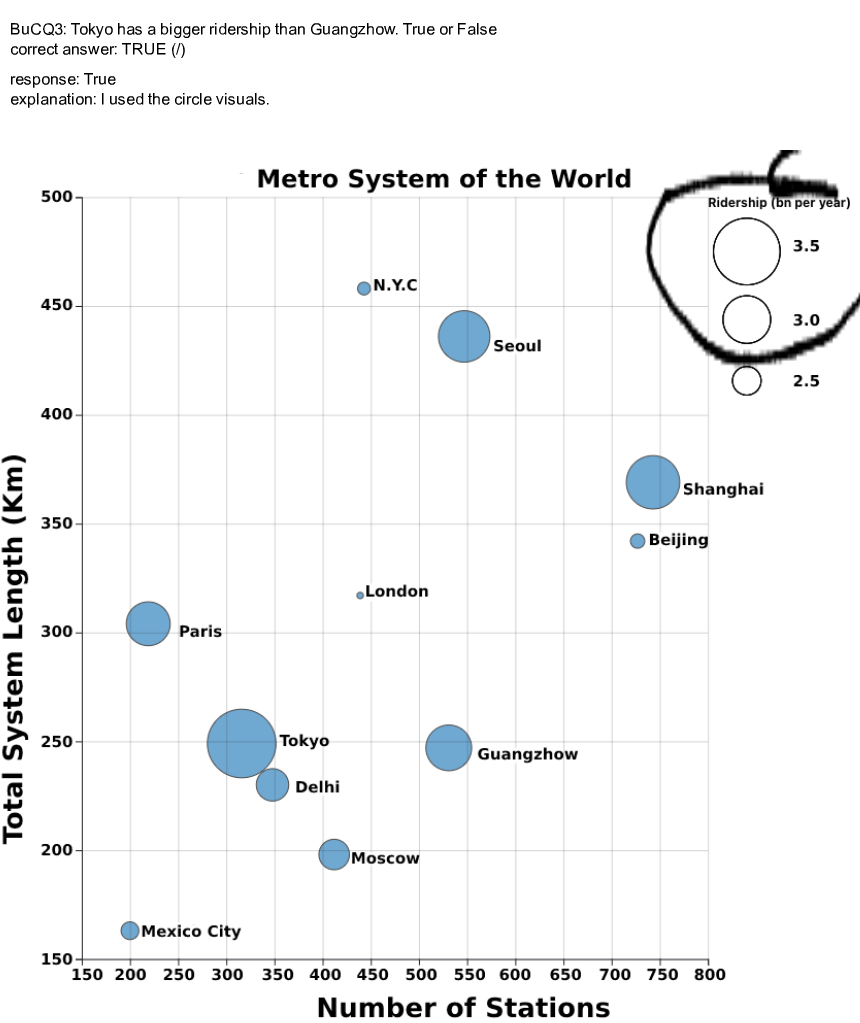 BuCQ3: Tokyo has a bigger ridership than Guangzhow. True or False
correct answer: TRUE (/)
response: True
explanation: I used the circle visuals.
Metro System of the World
Ridership (bn per year)
3.5
3.0
2.5
500
450
400
350
300
250
200
150
Total System Length (Km)
N.Y.C
Seoul
Shanghai
Beijing
London
Paris
Tokyo
Guangzhow
Delhi
Moscow
Mexico City
150 200 250 300 350 400 450 500 550 600 650 700 750 800
Number of Stations